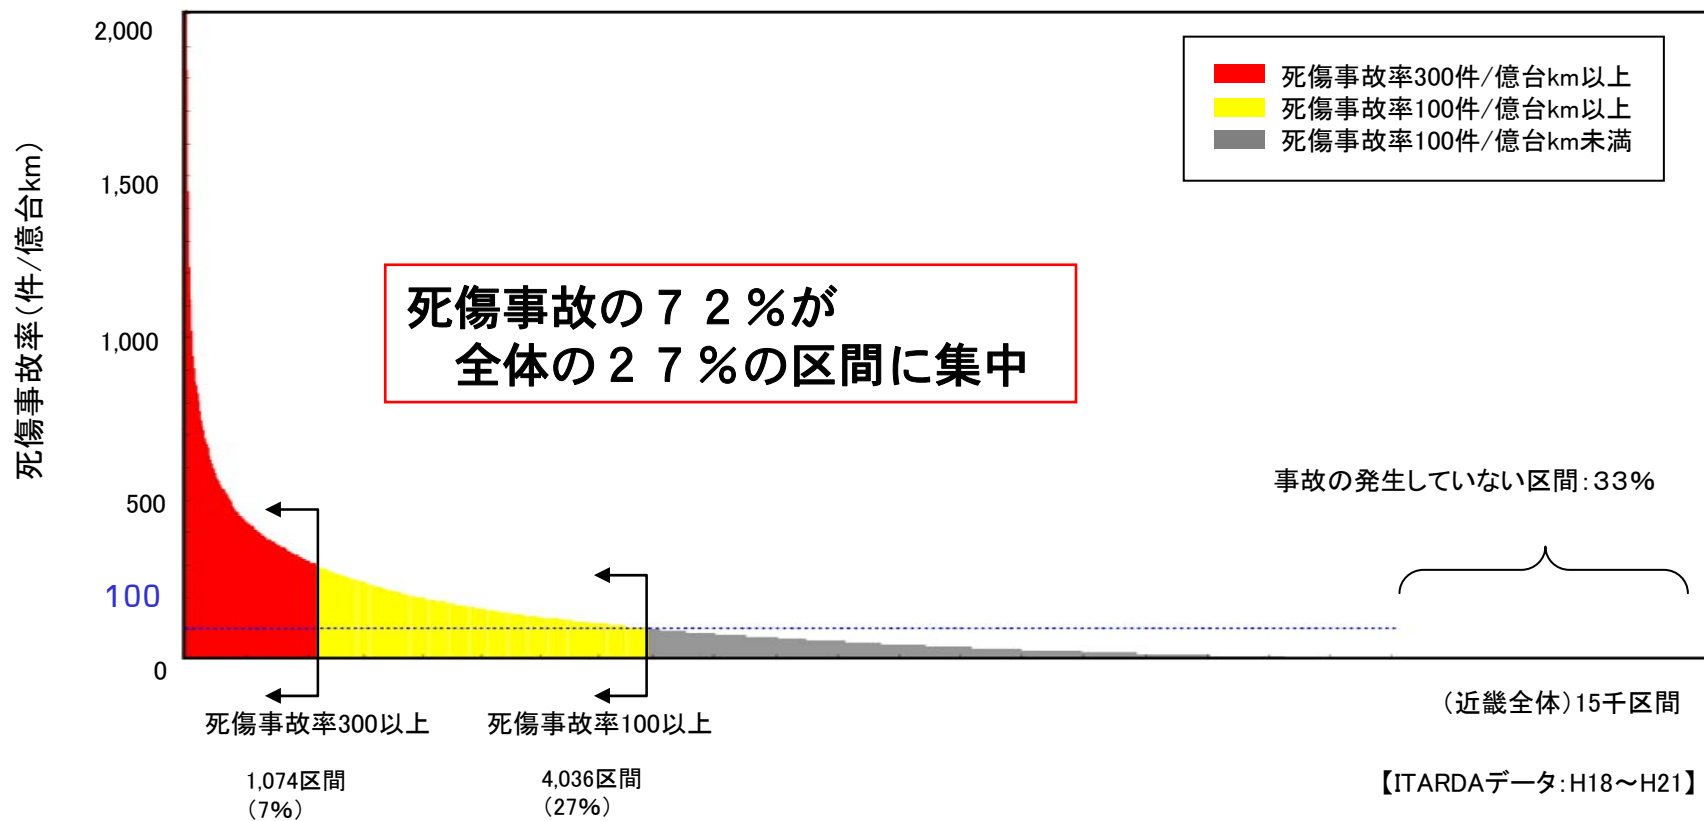 2,000
1,500
1,000
500
100
0
死傷事故率(件/億台km)
死傷事故率300件/億台km以上
死傷事故率100件/億台km以上
死傷事故率100件/億台km未満
死傷事故の72%が
全体の27%の区間に集中
事故の発生していない区間:33%
(近畿全体)15千区間
死傷事故率300以上
死傷事故率100以上
1,074区間
(7%)
4,036区間
(27%)
【ITARDAデータ:H18~H21】